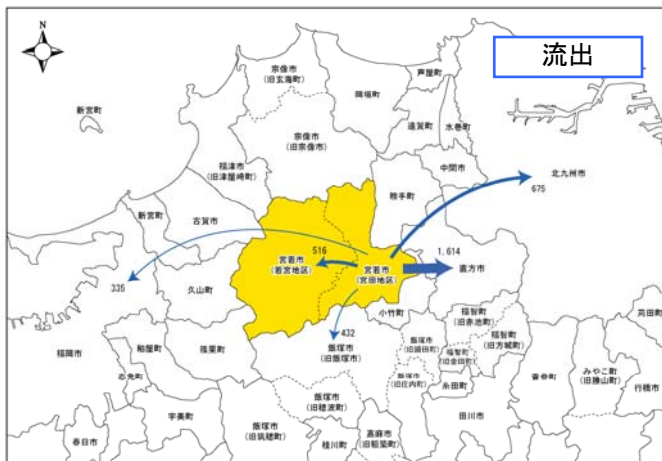 N
流出
宗像市
(旧玄海町)
芦屋町
岡垣町
新宮町
遠賀町
水巻町
宗像市
(旧宗像市)
中間市
北九州市
福津市
(旧津屋崎町)
鞍手町
675
新宮町
古賀市
516
1,614
宮若市
(若宮地区)
宮若市
(宮田地区)
直方市
335
久山町
小竹町
福智町
(旧赤池町)
苅田町
432
福智町
(旧方城町)
福岡市
粕屋町
篠栗町
飯塚市
(旧飯塚市)
飯塚市
(旧頴田町)
福智町
(旧金田町)
志免町
飯塚市
(旧庄内町)
糸田町
香春町
みやこ町
(旧勝山町)
行橋市
宇美町
飯塚市
(旧穂波町)
田川市
春日市
飯塚市
(旧筑穂町)
桂川町
嘉麻市
(旧稲築町)